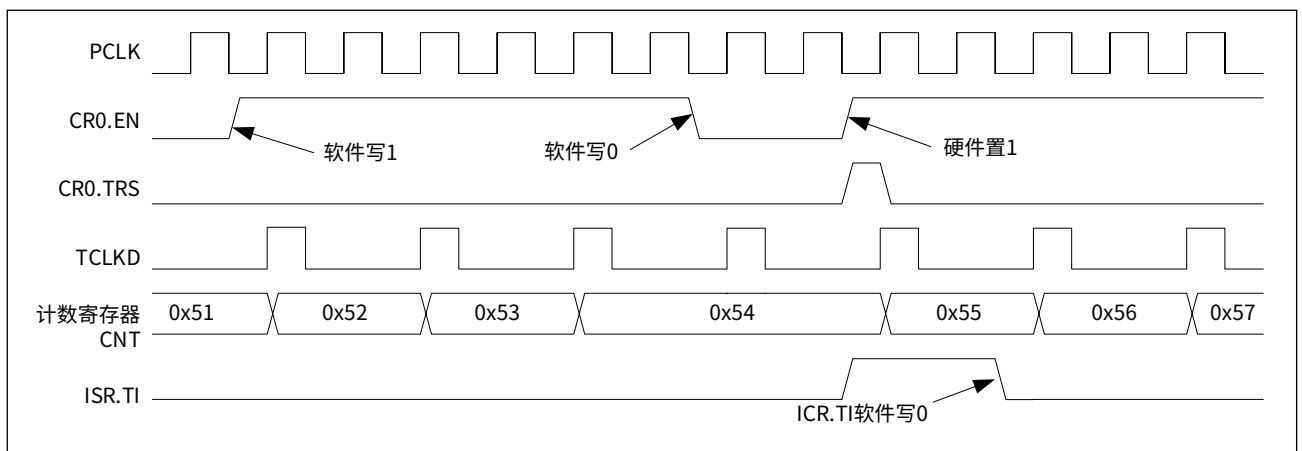 PCLK
CR0.EN
软件写1
软件写0
硬件置1
CR0.TRS
TCLKD
计数寄存器
CNT
0x51
0x52
0x53
0x54
0x55
0x56
0x57
ISR.TI
ICR.TI软件写0